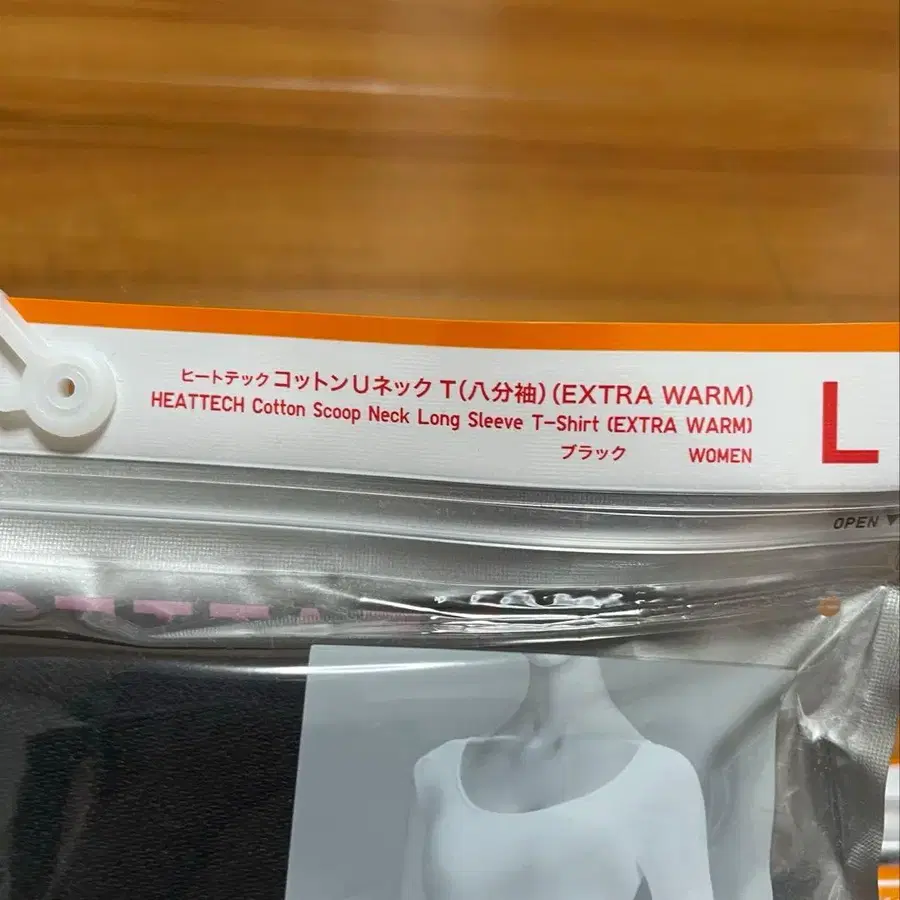 ヒートテックコットンUネックT(八分袖)(EXTRA WARM)
HEATTECH Cotton Scoop Neck Long Sleeve T-Shirt (EXTRA WARM)
ブラック WOMEN
L
OPEN ▼